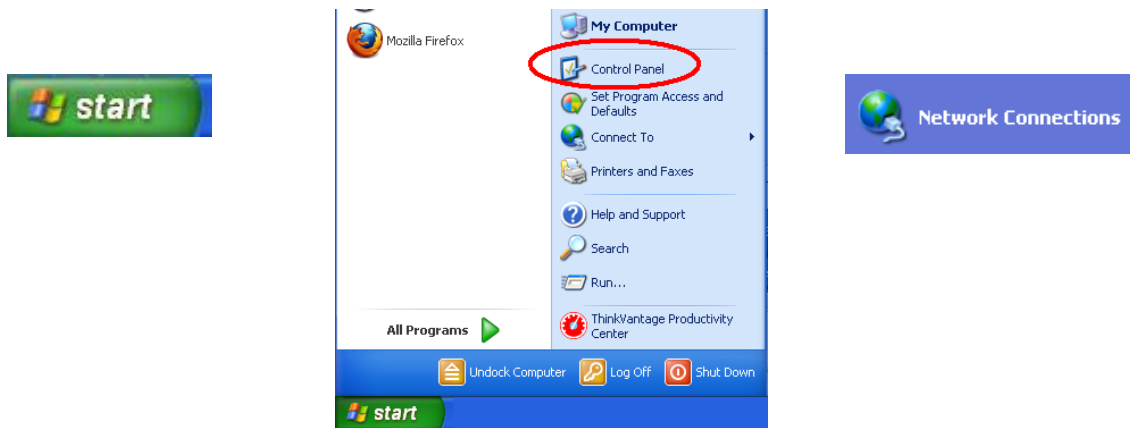 start
Mozilla Firefox
My Computer
Control Panel
Set Program Access and
Defaults
Connect To
Printers and Faxes
Help and Support
Search
Run...
All Programs
ThinkVantage Productivity
Center
Undock Computer
Log Off
Shut Down
start
Network Connections